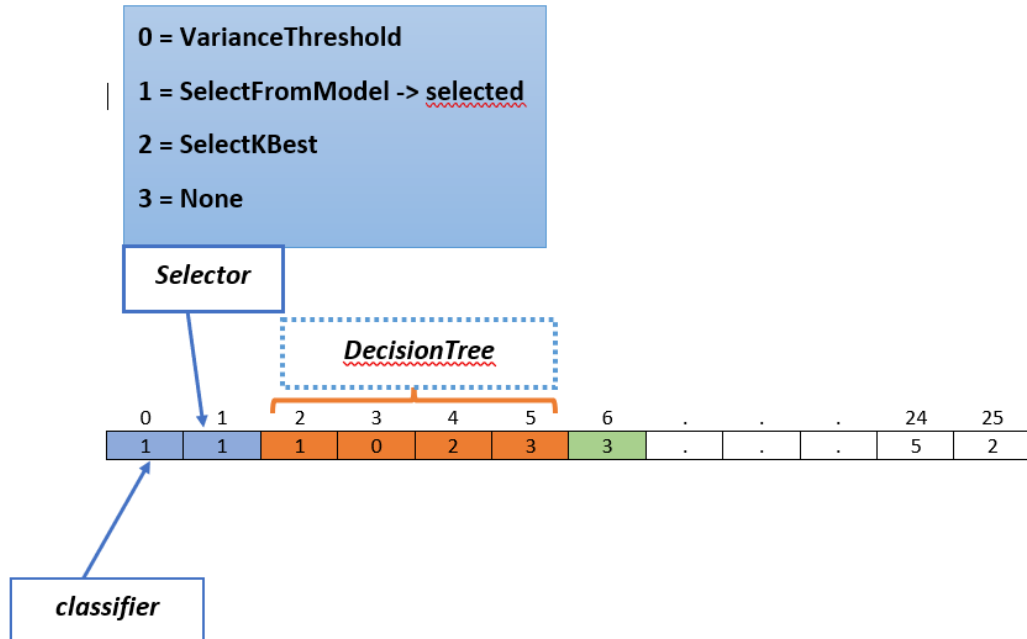 0 = VarianceThreshold
1 = SelectFromModel -> selected
2 = SelectKBest
3 = None
Selector
DecisionTree
0 1 2 3 4 5 6 . . . 24 25
1 1 1 0 2 3 3 . . . 5 2
classifier